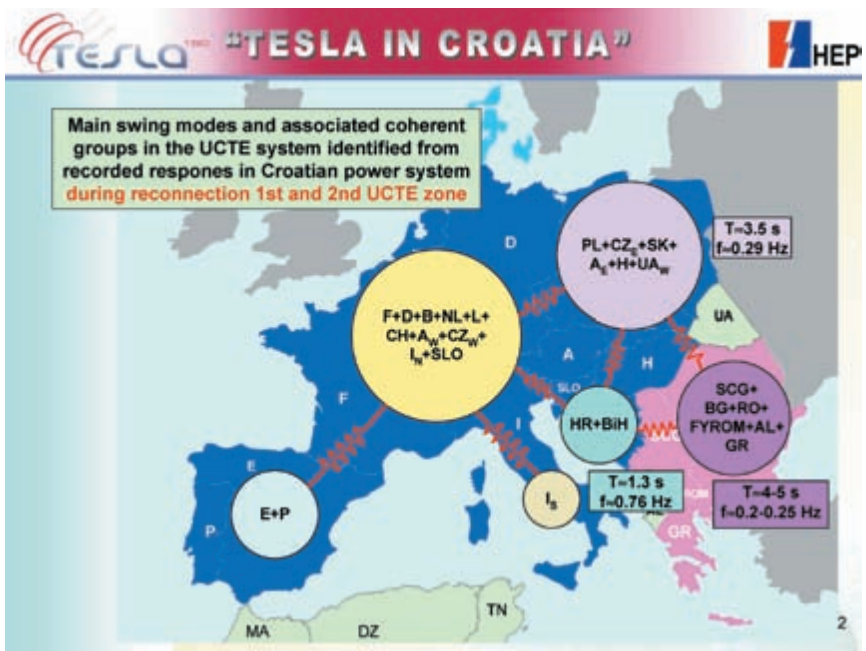 TESLA
"TESLA IN CROATIA"
HEP
Main swing modes and associated coherent
groups in the UCTE system identified from
recorded respones in Croatian power system
during reconnection 1st and 2nd UCTE zone
D
PL+CZE+SK+
AE+H+UAW
T=3.5 s
f=0.29 Hz
F+D+B+NL+L+
CH+AW+CZW+
IN+SLO
UA
A
H
SLO
F
I
HR+BiH
SCG+
BG+RO+
FYROM+AL+
GR
E
P
E+P
IS
T=1.3 s
f=0.76 Hz
T=4-5 s
f=0.2-0.25 Hz
GR
MA
DZ
TN
2